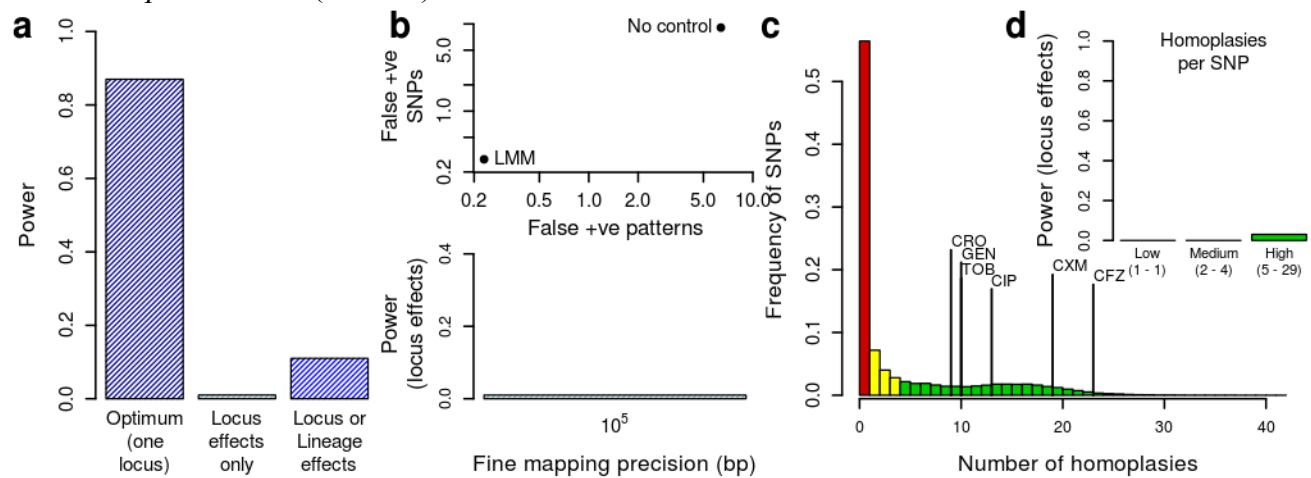 a
1.0
0.8
0.6
0.4
0.2
0.0
Power
Optimum
(one
locus)
Locus
effects
only
Locus or
Lineage
effects
b
5.0
1.0
0.2
False +ve
SNPs
No control
LMM
0.2 0.5 1.0 2.0 5.0 10.0
False +ve patterns
0.4
0.2
0.0
Power
(locus effects)
10^5
Fine mapping precision (bp)
c
0.5
0.4
0.3
0.2
0.1
0.0
Frequency of SNPs
CRO
GEN
TOB
CIP
CXM
CFZ
0 10 20 30 40
Number of homoplasies
d
Homoplasies
per SNP
1.0
0.8
0.6
0.4
0.2
0.0
Power (locus effects)
Low
(1 - 1)
Medium
(2 - 4)
High
(5 - 29)